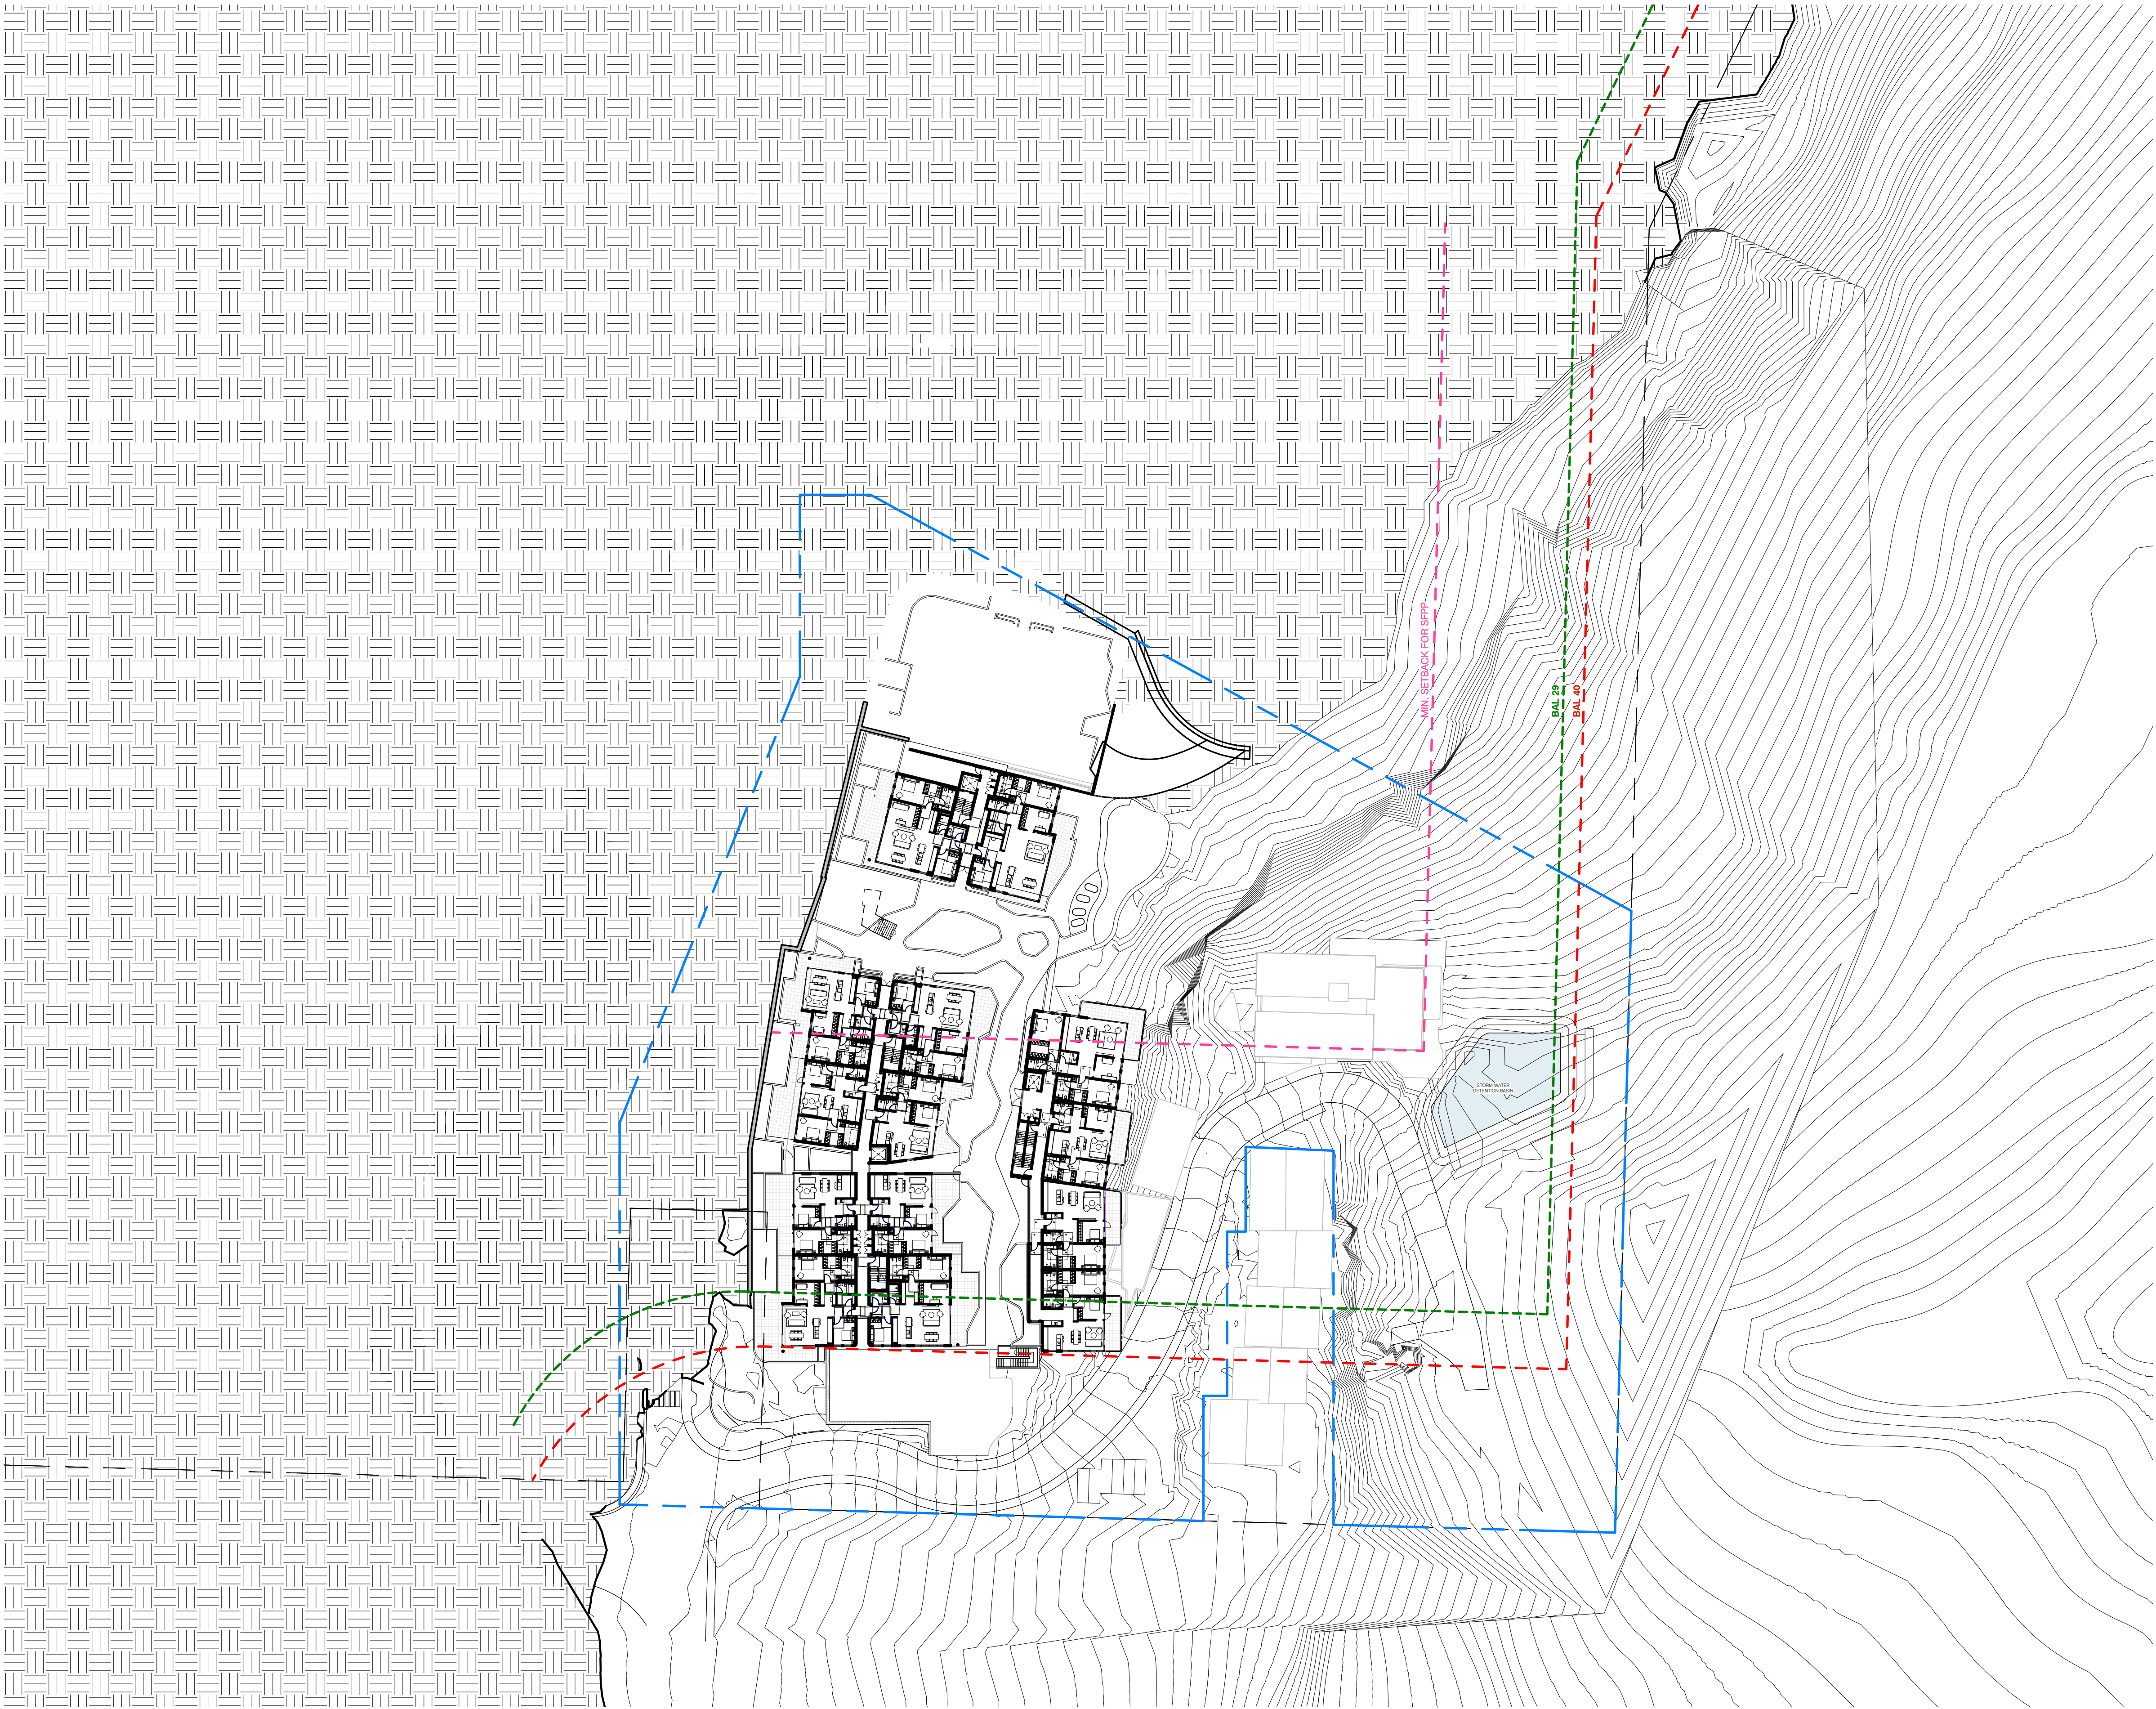 MIN. SETBACK FOR SFPP
BAL 29
BAL 40
STORM WATER
DETENTION BASIN